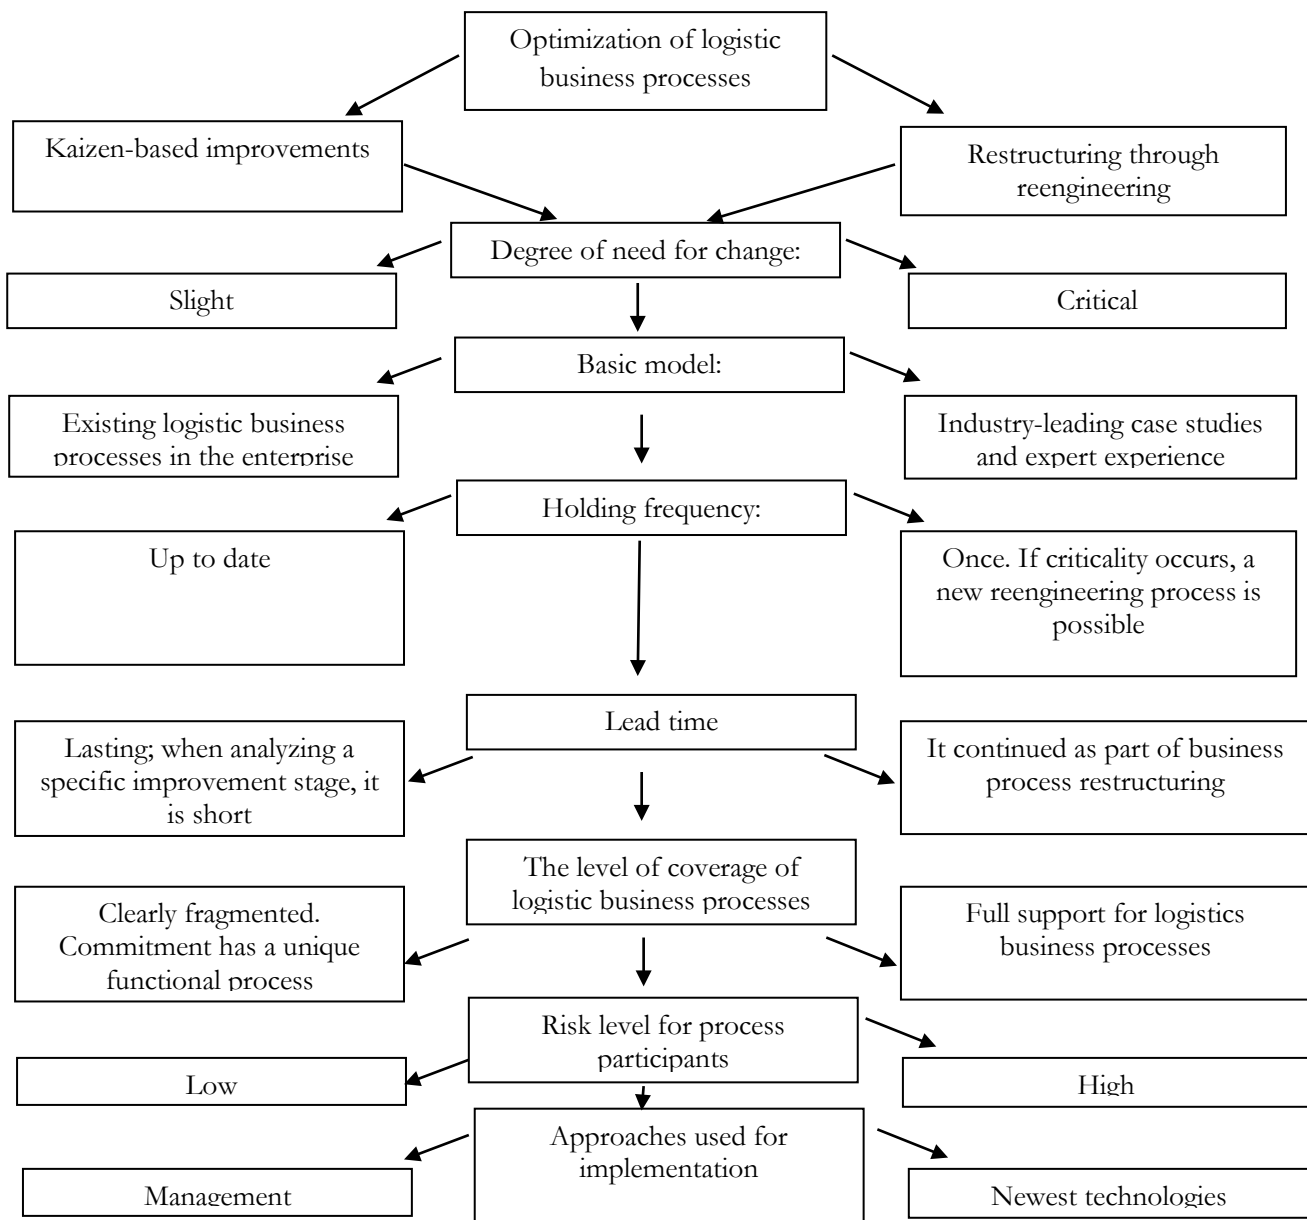 Optimization of logistic
business processes
Kaizen-based improvements
Restructuring through
reengineering
Degree of need for change:
Slight
Critical
Basic model:
Existing logistic business
processes in the enterprise
Industry-leading case studies
and expert experience
Holding frequency:
Up to date
Once. If criticality occurs, a
new reengineering process is
possible
Lead time
Lasting; when analyzing a
specific improvement stage, it
is short
It continued as part of business
process restructuring
The level of coverage of
logistic business processes
Clearly fragmented.
Commitment has a unique
functional process
Full support for logistics
business processes
Risk level for process
participants
Low
High
Approaches used for
implementation
Management
Newest technologies